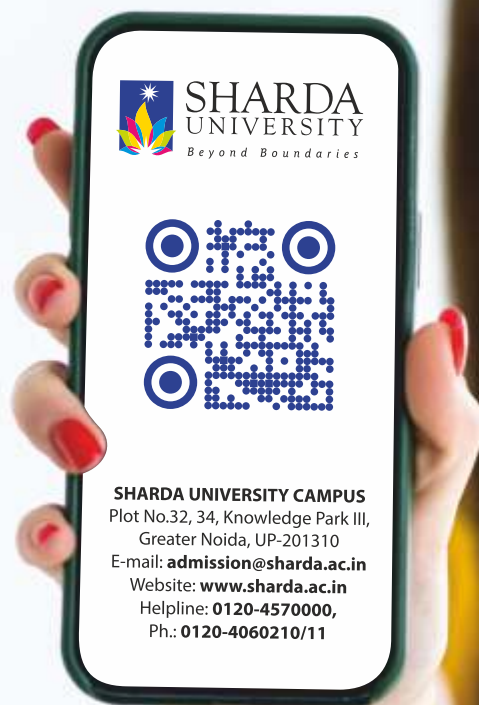 SHARDA
UNIVERSITY
Beyond Boundaries
SHARDA UNIVERSITY CAMPUS
Plot No.32, 34, Knowledge Park III,
Greater Noida, UP-201310
E-mail: admission@sharda.ac.in
Website: www.sharda.ac.in
Helpline: 0120-4570000,
Ph.: 0120-4060210/11